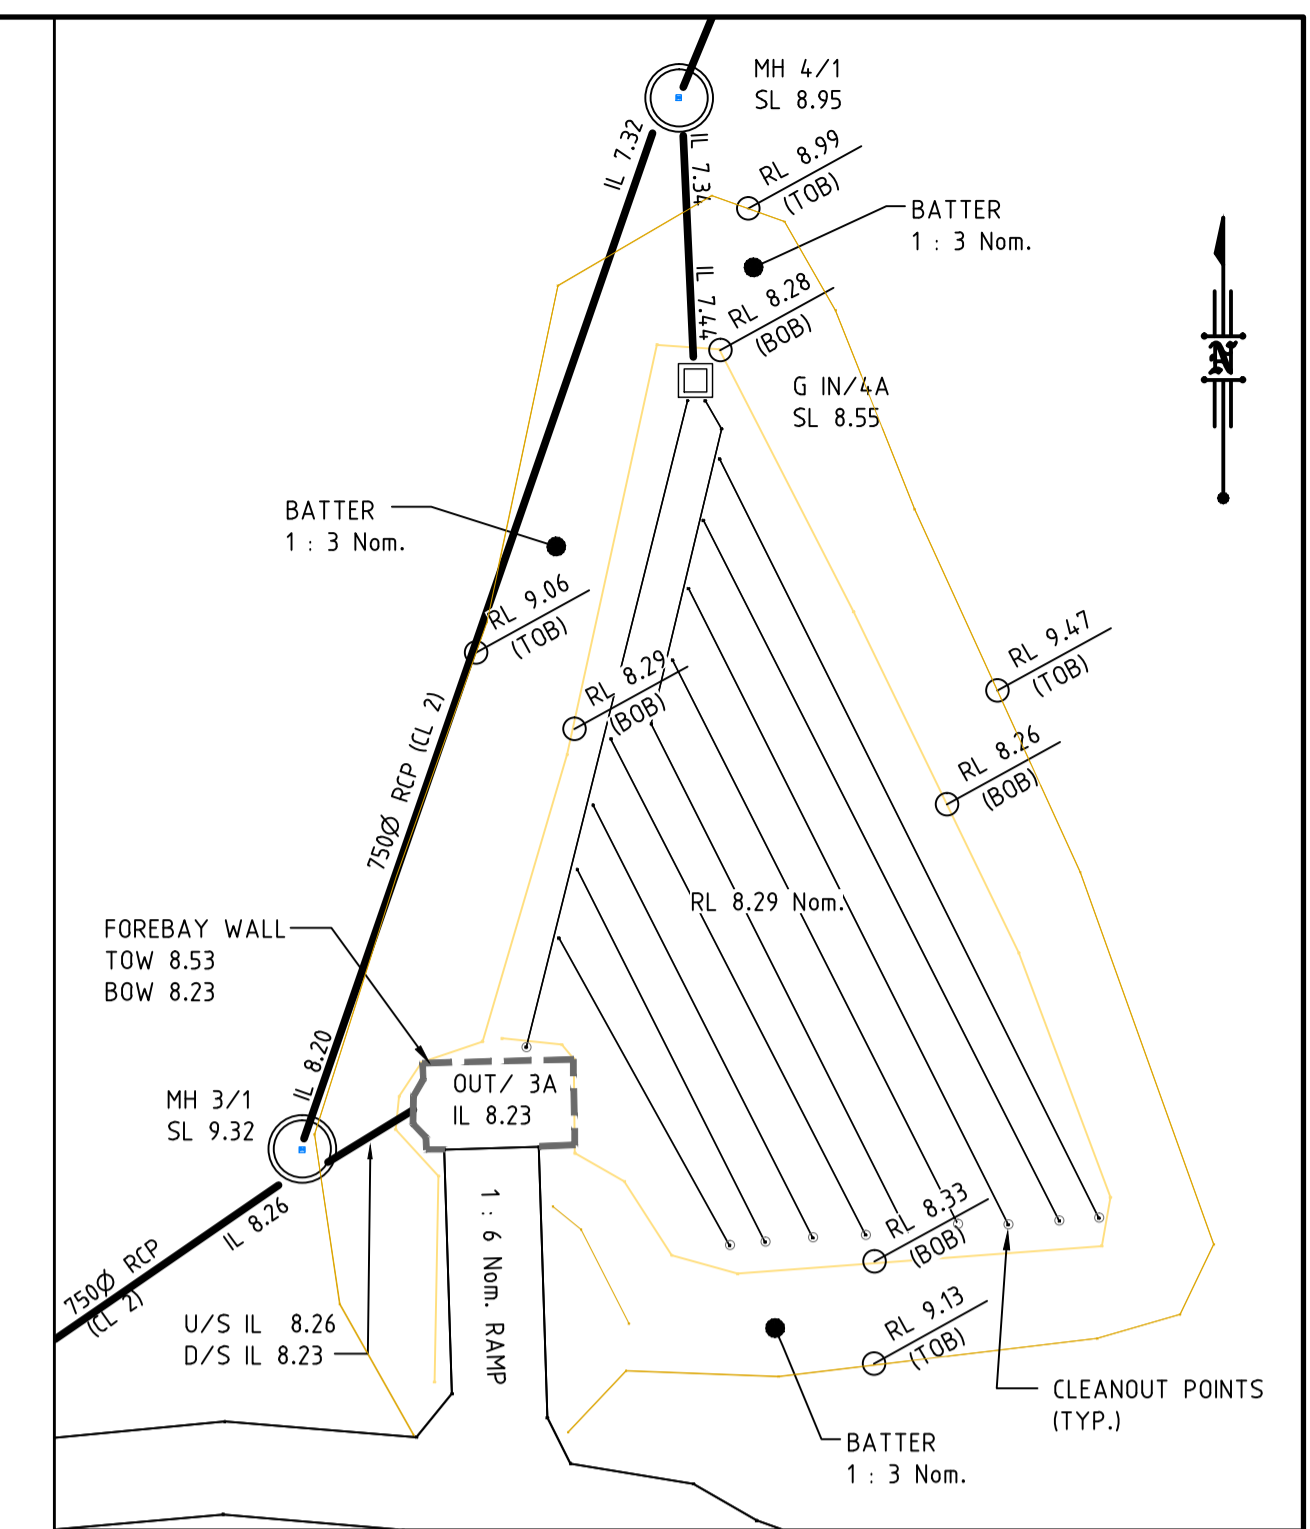 MH 4/1
SL 8.95
IL 7.32
IL 7.34
RL 8.99
(TOB)
BATTER
1 : 3 Nom.
IL 7.44
RL 8.28
(BOB)
N
G IN/4A
SL 8.55
BATTER
1 : 3 Nom.
RL 9.06
(TOB)
RL 8.29
(BOB)
RL 9.47
(TOB)
750Ø RCP (CL 2)
RL 8.26
(BOB)
RL 8.29 Nom.
FOREBAY WALL
TOW 8.53
BOW 8.23
IL 8.20
OUT/ 3A
IL 8.23
MH 3/1
SL 9.32
IL 8.26
1 : 6 Nom. RAMP
RL 8.33
(BOB)
750Ø RCP
(CL 2)
U/S IL 8.26
D/S IL 8.23
RL 9.13
(TOB)
CLEANOUT POINTS
(TYP.)
BATTER
1 : 3 Nom.